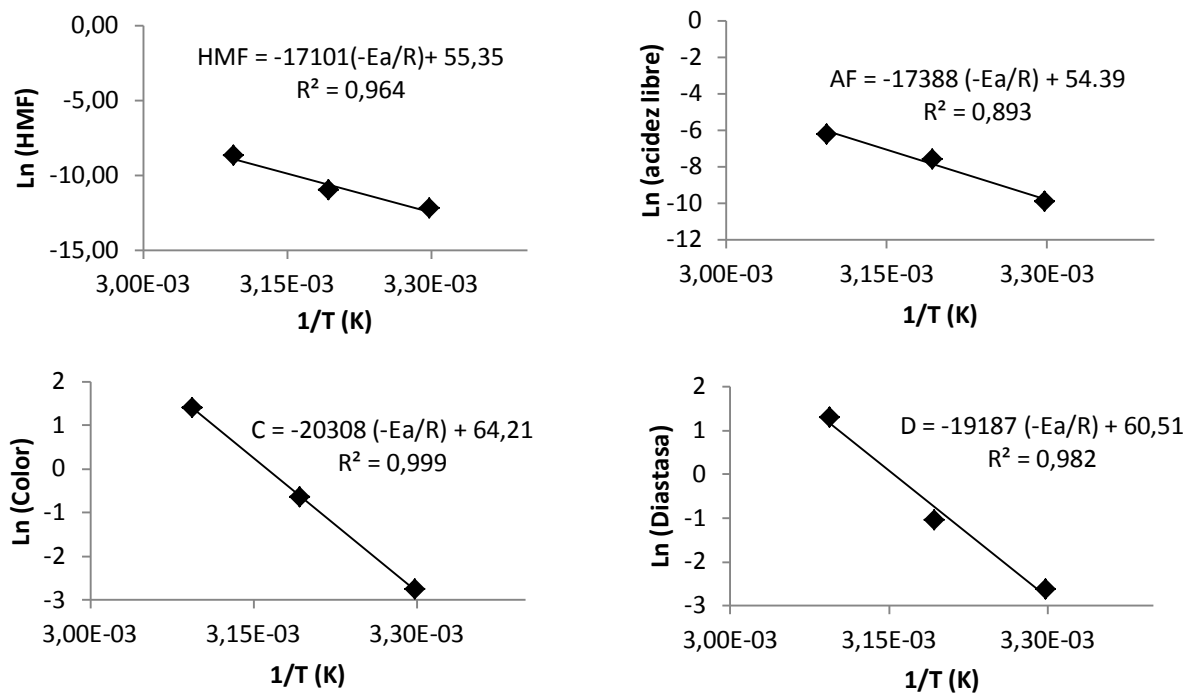 0,00
-5,00
-10,00
-15,00
Ln (HMF)
HMF = -17101(-Ea/R)+ 55,35
R² = 0,964
3,00E-03 3,15E-03 3,30E-03
1/T (K)
0
-2
-4
-6
-8
-10
-12
Ln (acidez libre)
AF = -17388 (-Ea/R) + 54.39
R² = 0,893
3,00E-03 3,15E-03 3,30E-03
1/T (K)
2
1
0
-1
-2
-3
Ln (Color)
C = -20308 (-Ea/R) + 64,21
R² = 0,999
3,00E-03 3,15E-03 3,30E-03
1/T (K)
2
1
0
-1
-2
-3
Ln (Diastasa)
D = -19187 (-Ea/R) + 60,51
R² = 0,982
3,00E-03 3,15E-03 3,30E-03
1/T (K)